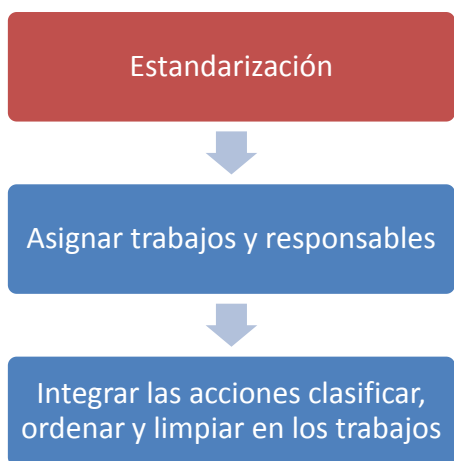 Estandarización
Asignar trabajos y responsables
Integrar las acciones clasificar,
ordenar y limpiar en los trabajos